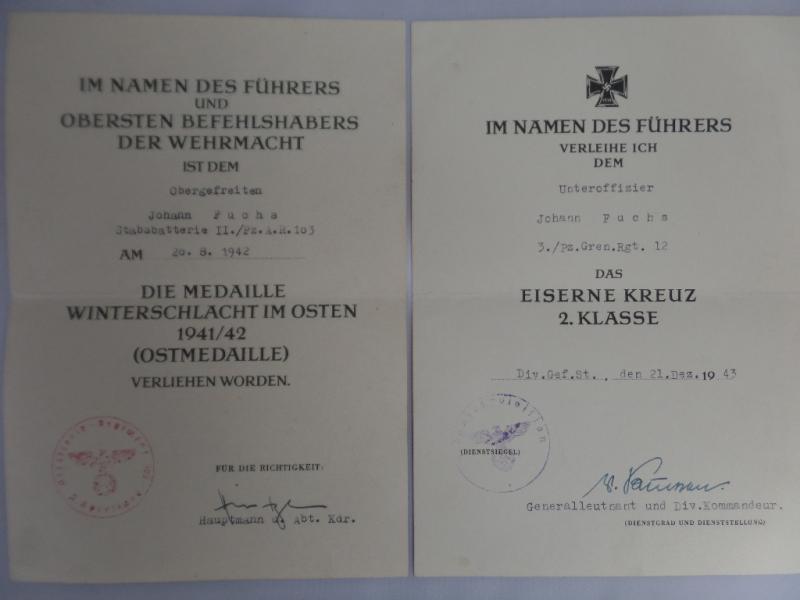 IM NAMEN DES FÜHRERS
UND
OBERSTEN BEFEHLSHABERS
DER WEHRMACHT
IST DEM
Obergefreiten
Johann Fuchs
Stabsbatterie II./Pz.A.R.103
AM 20.8.1942
DIE MEDAILLE
WINTERSCHLACHT IM OSTEN
1941/42
(OSTMEDAILLE)
VERLIEHEN WORDEN.
FÜR DIE RICHTIGKEIT:
Hauptmann u. Abt. Kdr.
IM NAMEN DES FÜHRERS
VERLEIHE ICH
DEM
Unteroffizier
Johann Fuchs
3./Pz.Gren.Rgt. 12
DAS
EISERNE KREUZ
2. KLASSE
Div.Gef.St., den 21.Dez. 1943
(DIENSTSIEGEL)
Generalleutnant und Div.Kommandeur.
(DIENSTGRAD UND DIENSTSTELLUNG)